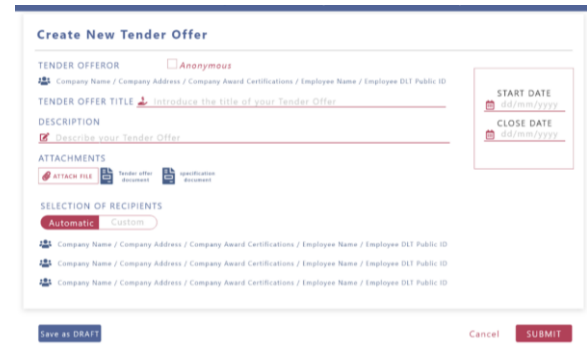 Create New Tender Offer
TENDER OFFEROR Anonymous
Company Name / Company Address / Company Award Certifications / Employee Name / Employee DLT Public ID
TENDER OFFER TITLE Introduce the title of your Tender Offer
DESCRIPTION
Describe your Tender Offer
ATTACHMENTS
ATTACH FILE Tender offer document specification document
SELECTION OF RECIPIENTS
Automatic Custom
Company Name / Company Address / Company Award Certifications / Employee Name / Employee DLT Public ID
Company Name / Company Address / Company Award Certifications / Employee Name / Employee DLT Public ID
Company Name / Company Address / Company Award Certifications / Employee Name / Employee DLT Public ID
START DATE
dd/mm/yyyy
CLOSE DATE
dd/mm/yyyy
Save as DRAFT Cancel SUBMIT